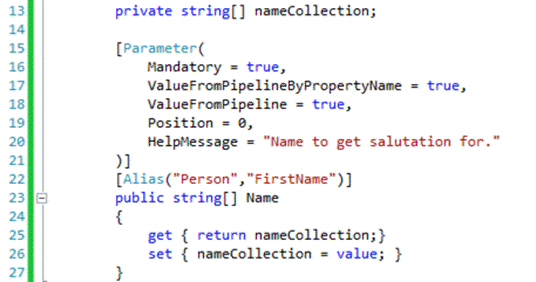 13 private string[] nameCollection;
14
15 [Parameter(
16 Mandatory = true,
17 ValueFromPipelineByPropertyName = true,
18 ValueFromPipeline = true,
19 Position = 0,
20 HelpMessage = "Name to get salutation for."
21 )]
22 [Alias("Person","FirstName")]
23 public string[] Name
24 {
25 get { return nameCollection;}
26 set { nameCollection = value; }
27 }